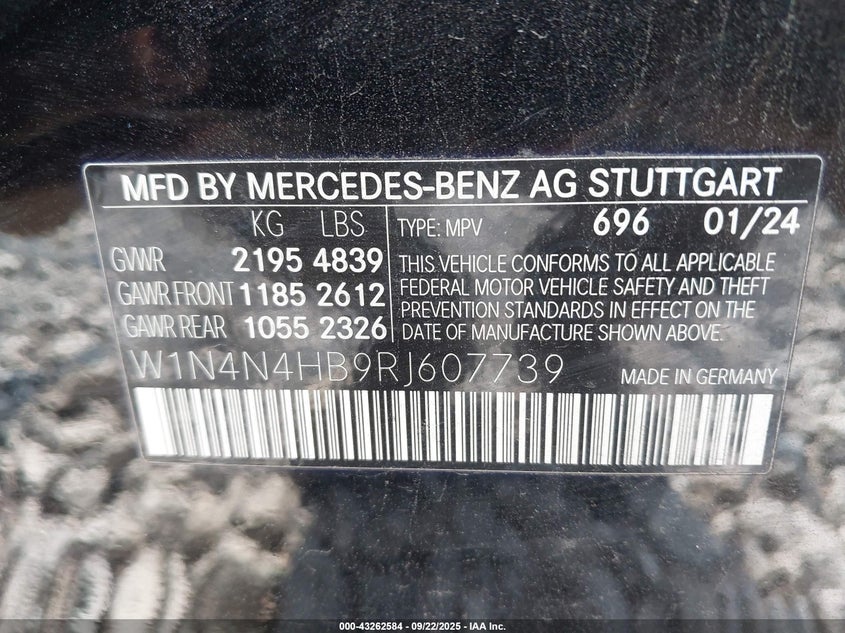 MFD BY MERCEDES-BENZ AG STUTTGART
KG LBS
GVWR 2195 4839
GAWR FRONT 1185 2612
GAWR REAR 1055 2326
TYPE: MPV 696 01/24
THIS VEHICLE CONFORMS TO ALL APPLICABLE
FEDERAL MOTOR VEHICLE SAFETY AND THEFT
PREVENTION STANDARDS IN EFFECT ON THE
DATE OF MANUFACTURE SHOWN ABOVE.
W1N4N4HB9RJ607739
MADE IN GERMANY
000-43262584 - 09/22/2025 - IAA Inc.